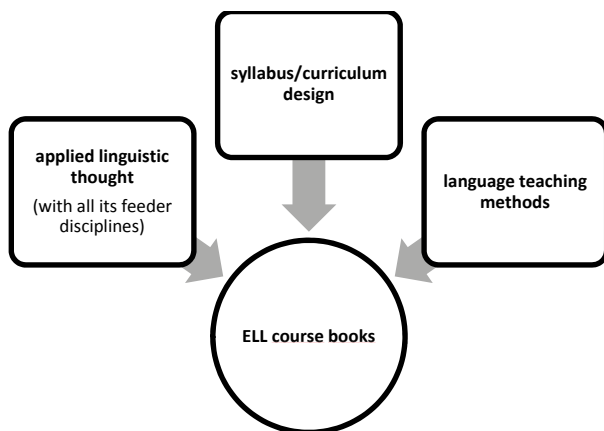 syllabus/curriculum
design
applied linguistic
thought
(with all its feeder
disciplines)
language teaching
methods
ELL course books